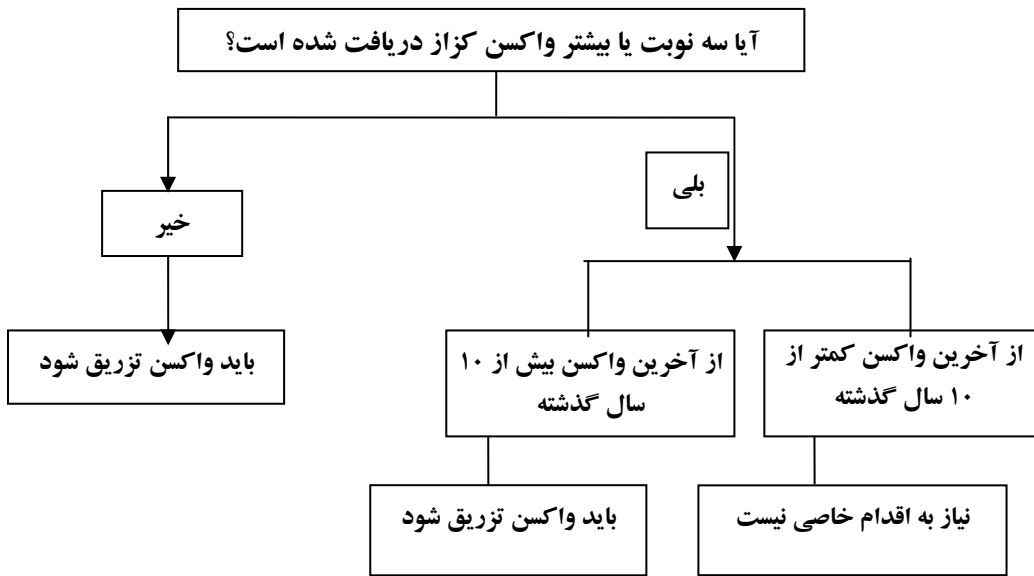 آیا سه نوبت یا بیشتر واکسن کزاز دریافت شده است؟
بلی
خیر
از آخرین واکسن کمتر از
۱۰ سال گذشته
از آخرین واکسن بیش از ۱۰
سال گذشته
باید واکسن تزریق شود
نیاز به اقدام خاصی نیست
باید واکسن تزریق شود